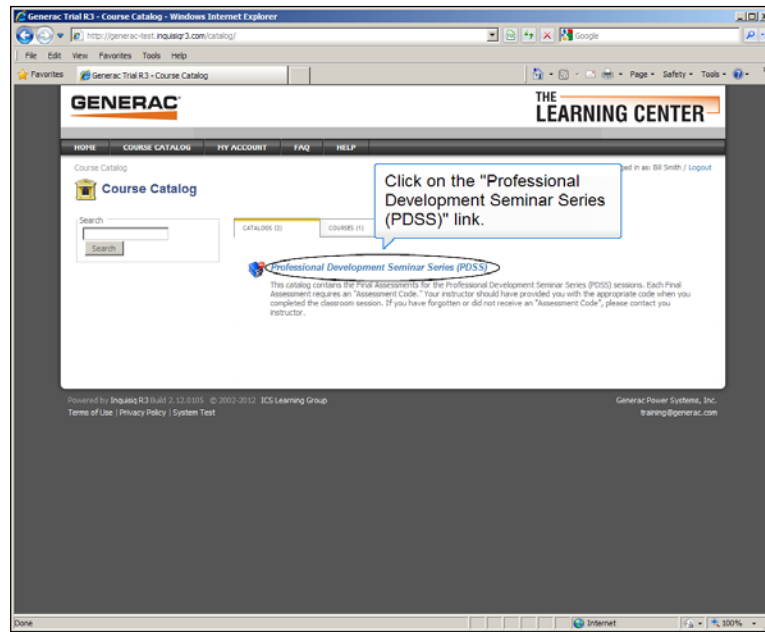 Generac Trial R3 - Course Catalog - Windows Internet Explorer
http://generac-test.inquisiqr3.com/catalog/
Google
File Edit View Favorites Tools Help
Favorites Generac Trial R3 - Course Catalog Page Safety Tools
GENERAC
THE
LEARNING CENTER
HOME COURSE CATALOG MY ACCOUNT FAQ HELP
Course Catalog
in as: Bill Smith / Logout
Course Catalog
Click on the "Professional
Development Seminar Series
(PDSS)" link.
Search
Search
CATALOGS (2) COURSES (1)
Professional Development Seminar Series (PDSS)
This catalog contains the Final Assessments for the Professional Development Seminar Series (PDSS) sessions. Each Final
Assessment requires an "Assessment Code." Your instructor should have provided you with the appropriate code when you
completed the classroom session. If you have forgotten or did not receive an "Assessment Code", please contact you
instructor.
Powered by Inquisiq R3 Build 2.12.0105 © 2002-2012 ICS Learning Group
Generac Power Systems, Inc.
Terms of Use | Privacy Policy | System Test
training@generac.com
Done Internet 100%